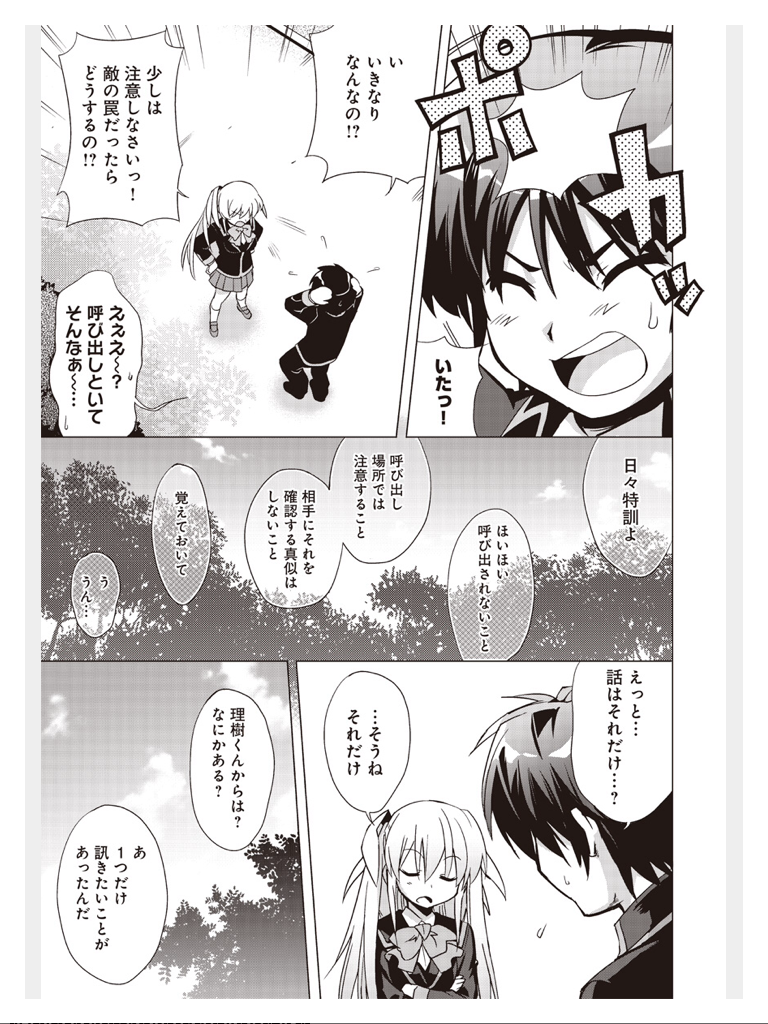 ポカッ
いたっ！
い
いきなり
なんなの!?
少しは
注意しなさいっ！
敵の罠だったら
どうするの!?
えぇえ〜？
呼び出しといて
そんなぁ〜…
日々特訓よ
ほいほい
呼び出されないこと
呼び出し
場所では
注意すること
相手にそれを
確認する真似は
しないこと
覚えておいて
う
うん…
えっと…
話はそれだけ…？
…そうね
それだけ
理樹くんからは？
なにかある？
あ
1つだけ
訊きたいことが
あったんだ